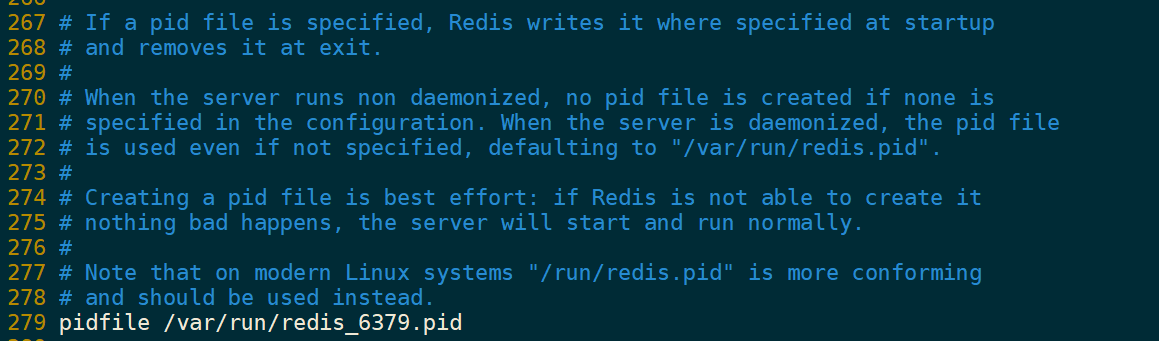 267 # If a pid file is specified, Redis writes it where specified at startup
268 # and removes it at exit.
269 #
270 # When the server runs non daemonized, no pid file is created if none is
271 # specified in the configuration. When the server is daemonized, the pid file
272 # is used even if not specified, defaulting to "/var/run/redis.pid".
273 #
274 # Creating a pid file is best effort: if Redis is not able to create it
275 # nothing bad happens, the server will start and run normally.
276 #
277 # Note that on modern Linux systems "/run/redis.pid" is more conforming
278 # and should be used instead.
279 pidfile /var/run/redis_6379.pid